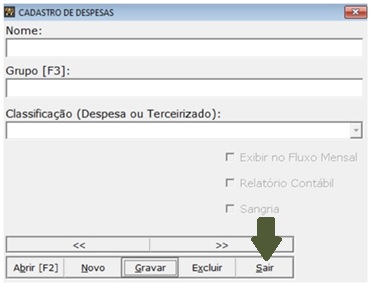 CADASTRO DE DESPESAS
Nome:
Grupo [F3]:
Classificação (Despesa ou Terceirizado):
Exibir no Fluxo Mensal
Relatório Contábil
Sangria
<< >>
Abrir [F2] Novo Gravar Excluir Sair